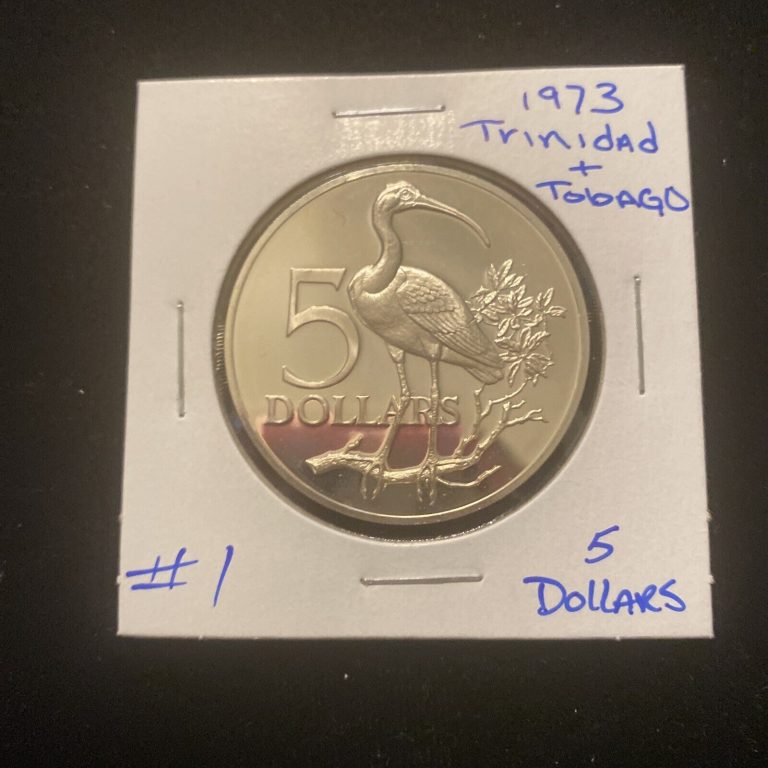 1973
Trinidad
+
Tobago
5
DOLLARS
#1
5
Dollars